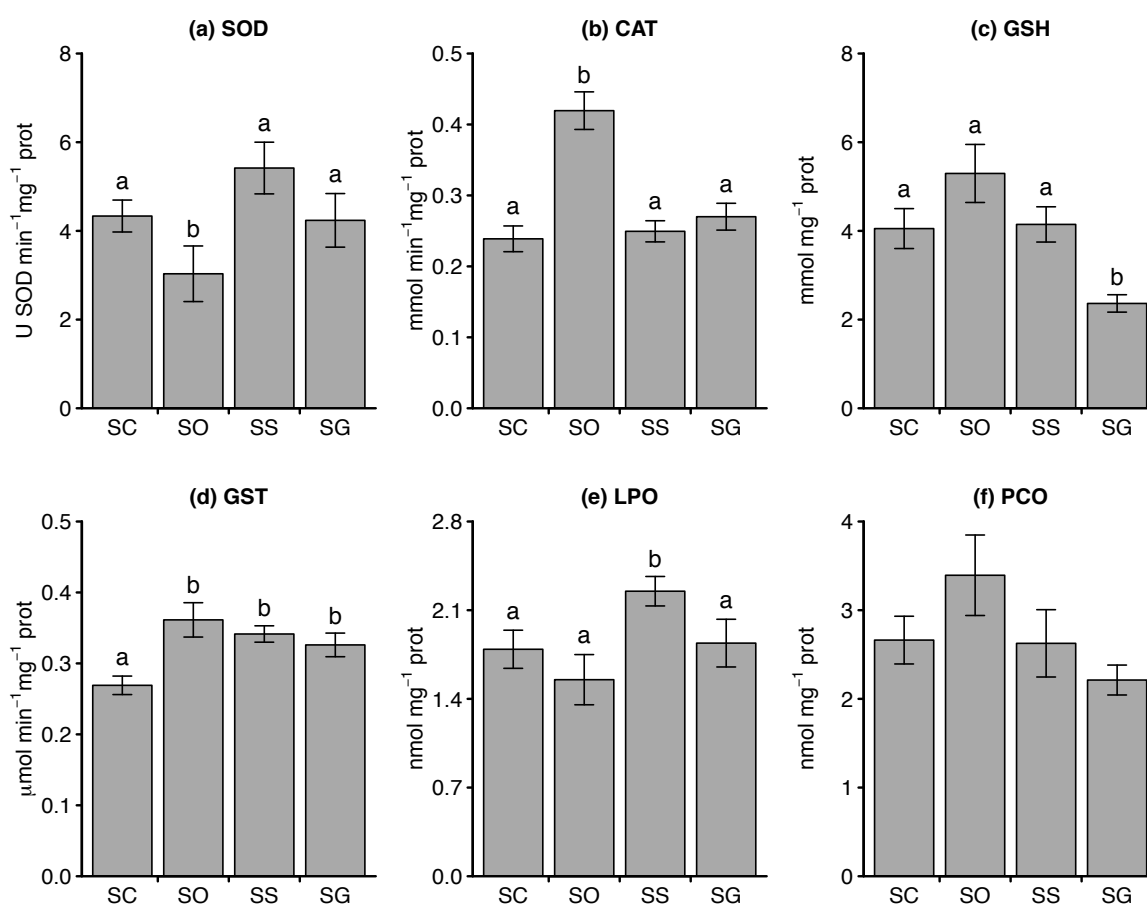 (a) SOD
U SOD min⁻¹mg⁻¹ prot
8
6
4
2
0
a
b
a
a
SC SO SS SG
(b) CAT
mmol min⁻¹mg⁻¹ prot
0.5
0.4
0.3
0.2
0.1
0.0
a
b
a
a
SC SO SS SG
(c) GSH
mmol mg⁻¹ prot
8
6
4
2
0
a
a
a
b
SC SO SS SG
(d) GST
μmol min⁻¹mg⁻¹ prot
0.5
0.4
0.3
0.2
0.1
0.0
a
b
b
b
SC SO SS SG
(e) LPO
nmol mg⁻¹ prot
2.8
2.1
1.4
0.7
0.0
a
a
b
a
SC SO SS SG
(f) PCO
nmol mg⁻¹ prot
4
3
2
1
0
SC SO SS SG